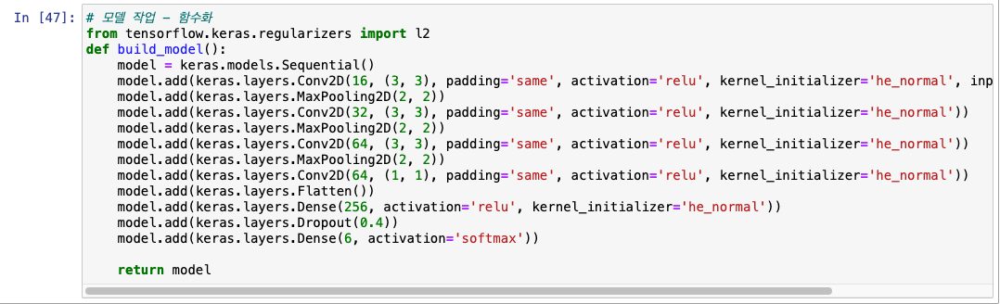 In [47]: # 모델 작업 - 함수화
from tensorflow.keras.regularizers import l2
def build_model():
    model = keras.models.Sequential()
    model.add(keras.layers.Conv2D(16, (3, 3), padding='same', activation='relu', kernel_initializer='he_normal', inp
    model.add(keras.layers.MaxPooling2D(2, 2))
    model.add(keras.layers.Conv2D(32, (3, 3), padding='same', activation='relu', kernel_initializer='he_normal'))
    model.add(keras.layers.MaxPooling2D(2, 2))
    model.add(keras.layers.Conv2D(64, (3, 3), padding='same', activation='relu', kernel_initializer='he_normal'))
    model.add(keras.layers.MaxPooling2D(2, 2))
    model.add(keras.layers.Conv2D(64, (1, 1), padding='same', activation='relu', kernel_initializer='he_normal'))
    model.add(keras.layers.Flatten())
    model.add(keras.layers.Dense(256, activation='relu', kernel_initializer='he_normal'))
    model.add(keras.layers.Dropout(0.4))
    model.add(keras.layers.Dense(6, activation='softmax'))
    return model